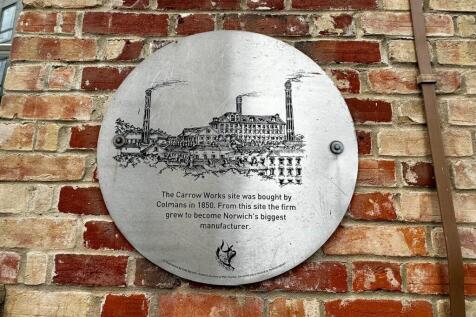 The Carrow Works site was bought by
Colmans in 1850. From this site the firm
grew to become Norwich's biggest
manufacturer.